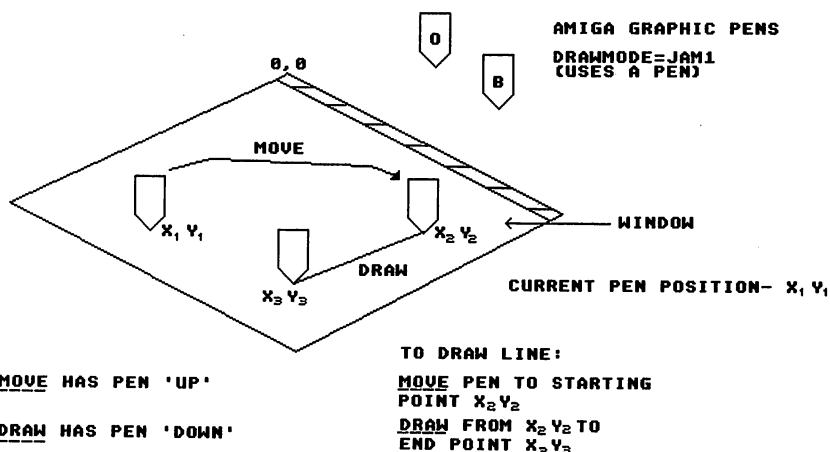 O
AMIGA GRAPHIC PENS
DRAWMODE=JAM1
(USES A PEN)
B
0,0
MOVE
X₁ Y₁
X₂ Y₂
WINDOW
DRAW
X₃ Y₃
CURRENT PEN POSITION- X₁ Y₁
TO DRAW LINE:
MOVE HAS PEN 'UP'
MOVE PEN TO STARTING
POINT X₂ Y₂
DRAW HAS PEN 'DOWN'
DRAW FROM X₂ Y₂ TO
END POINT X₃ Y₃